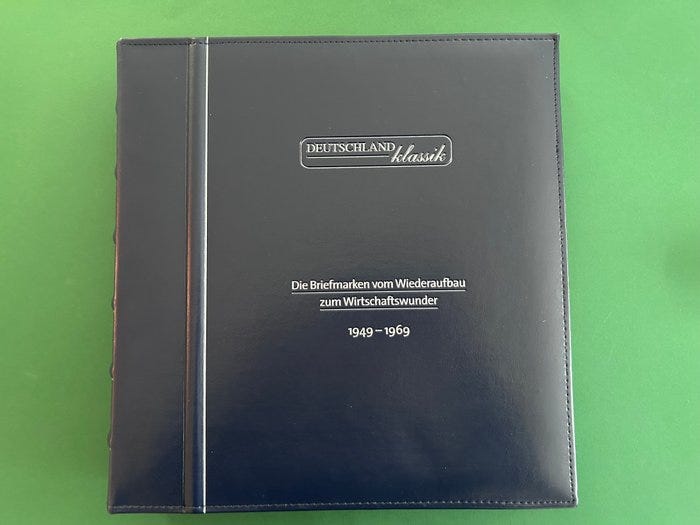 DEUTSCHLAND klassik
Die Briefmarken vom Wiederaufbau
zum Wirtschaftswunder
1949 – 1969